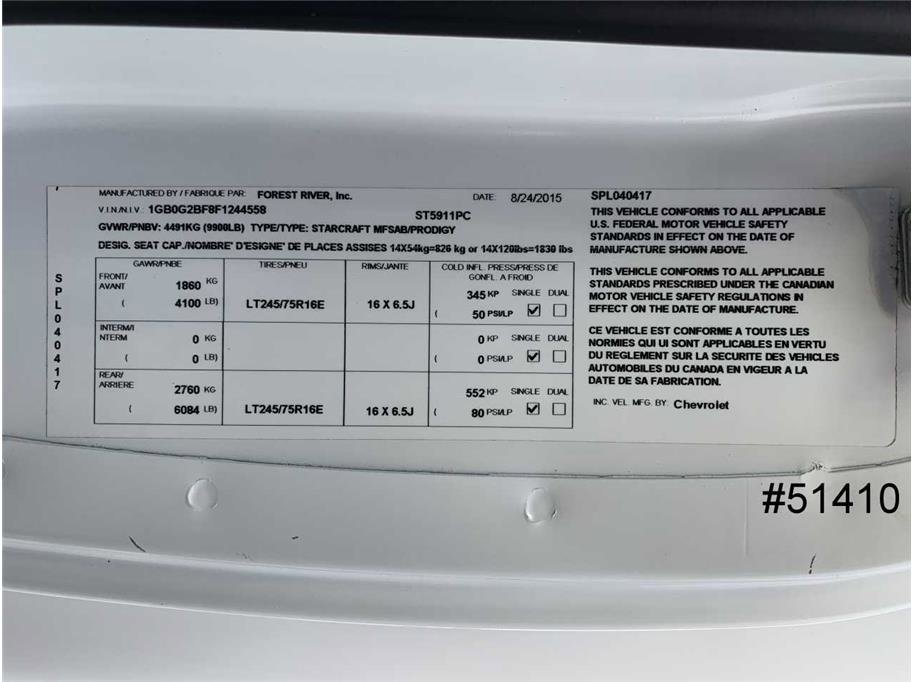 MANUFACTURED BY / FABRIQUE PAR: FOREST RIVER, Inc. DATE: 8/24/2015
V.I.N./N.I.V.: 1GB0G2BF8F1244558 ST5911PC
GVWR/PNBV: 4491KG (9900LB) TYPE/TYPE: STARCRAFT MFSAB/PRODIGY
DESIG. SEAT CAP./NOMBRE' D'ESIGNE' DE PLACES ASSISES 14X54kg=826 kg or 14X120lbs=1830 lbs
GAWR/PNBE TIRES/PNEU RIMS/JANTE COLD INFL. PRESS/PRESS DE
GONFL. A FROID
FRONT/
AVANT 1860 KG 345 KP SINGLE DUAL
( 4100 LB) LT245/75R16E 16 X 6.5J ( 50 PSI/LP
INTERM/I
NTERM 0 KG 0 KP SINGLE DUAL
( 0 LB) ( 0 PSI/LP
REAR/
ARRIERE 2760 KG 552 KP SINGLE DUAL
( 6084 LB) LT245/75R16E 16 X 6.5J ( 80 PSI/LP
SPL040417
SPL040417
THIS VEHICLE CONFORMS TO ALL APPLICABLE
U.S. FEDERAL MOTOR VEHICLE SAFETY
STANDARDS IN EFFECT ON THE DATE OF
MANUFACTURE SHOWN ABOVE.
THIS VEHICLE CONFORMS TO ALL APPLICABLE
STANDARDS PRESCRIBED UNDER THE CANADIAN
MOTOR VEHICLE SAFETY REGULATIONS IN
EFFECT ON THE DATE OF MANUFACTURE.
CE VEHICLE EST CONFORME A TOUTES LES
NORMIES QUI UI SONT APPLICABLES EN VERTU
DU REGLEMENT SUR LA SECURITE DES VEHICLES
AUTOMOBILES DU CANADA EN VIGEUR A LA
DATE DE SA FABRICATION.
INC. VEL. MFG. BY: Chevrolet
#51410